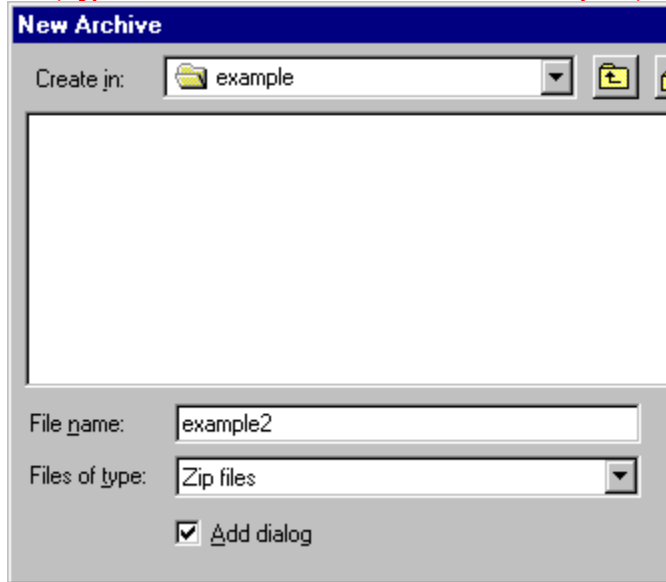 New Archive
Create in: example
File name: example2
Files of type: Zip files
Add dialog